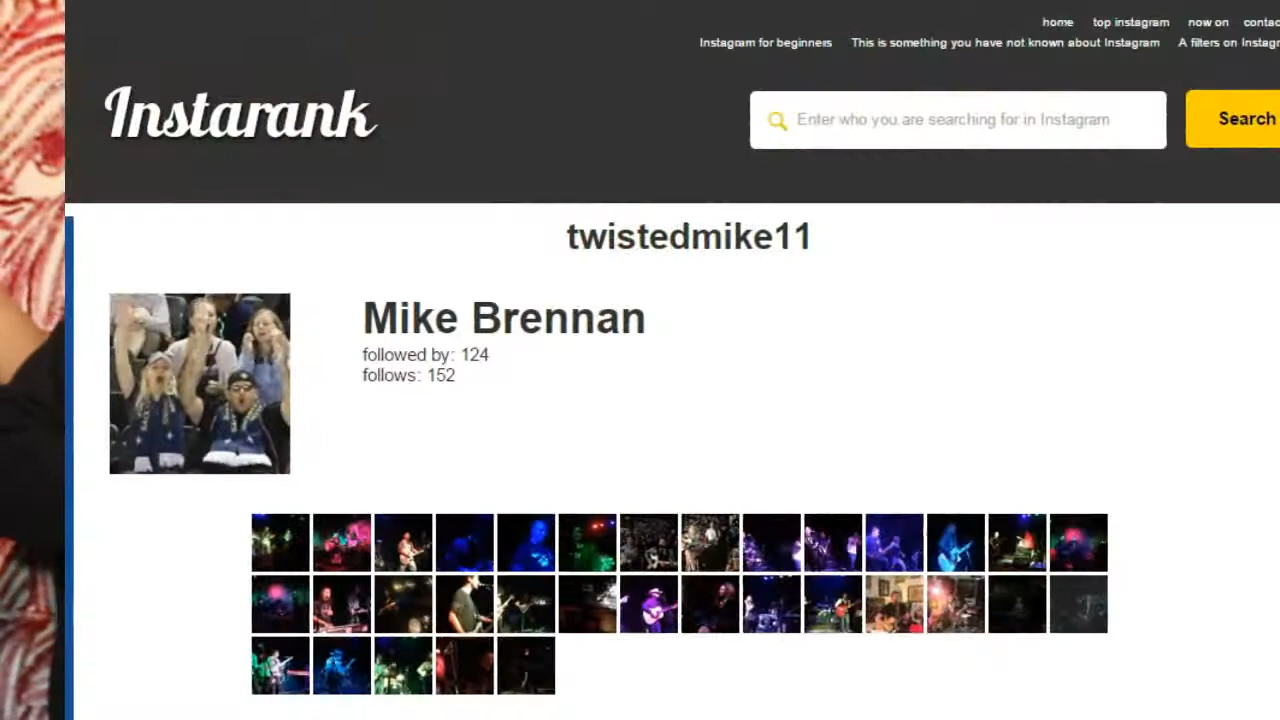 home top instagram now on contac
Instagram for beginners This is something you have not known about Instagram A filters on Instagr
Instarank
Enter who you are searching for in Instagram
Search
twistedmike11
Mike Brennan
followed by: 124
follows: 152